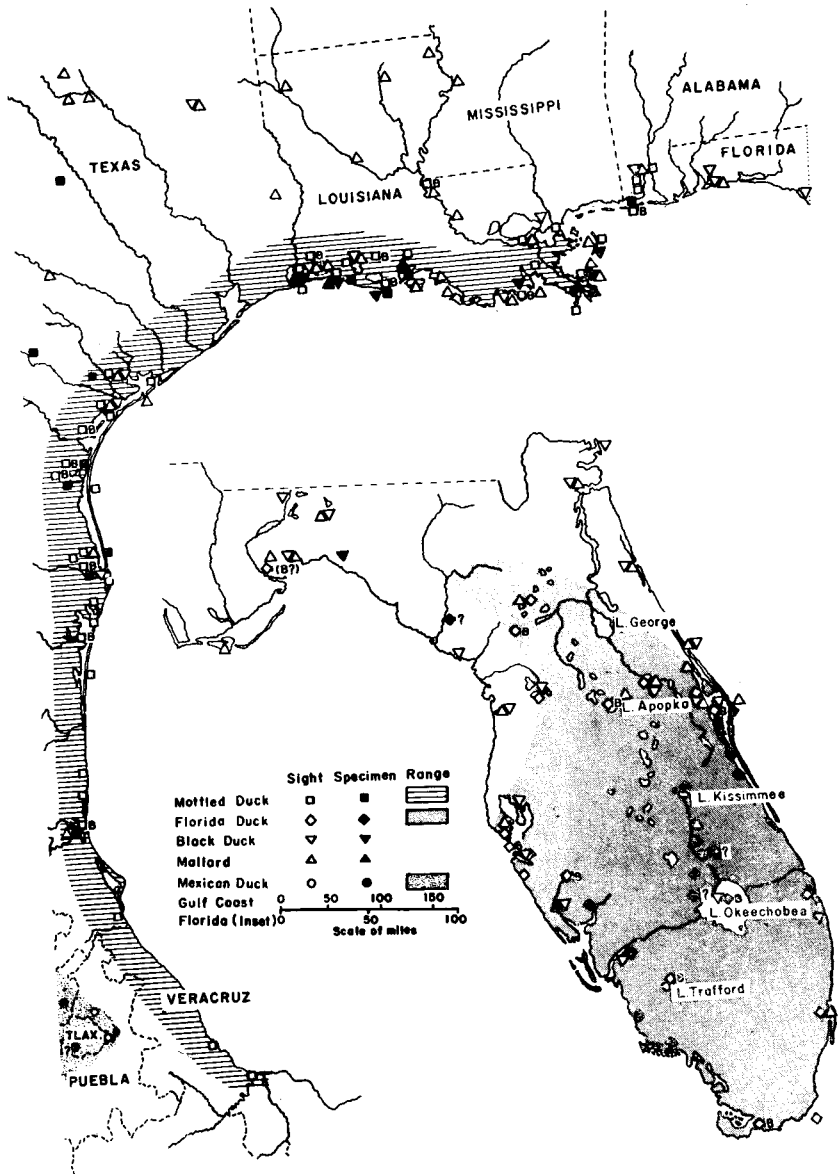 ALABAMA
MISSISSIPPI
FLORIDA
TEXAS
LOUISIANA
B
B
B
B
B
B
B
B
(B?)
?
L. George
B
B
L. Apopka
L. Kissimmee
?
?
B
L. Okeechobea
L. Trafford
B
Sight Specimen Range
Mottled Duck
Florida Duck
Black Duck
Mallard
Mexican Duck
Gulf Coast 0 50 100 150
Florida (Inset) 0 50 100
Scale of miles
VERACRUZ
TLAX.
PUEBLA